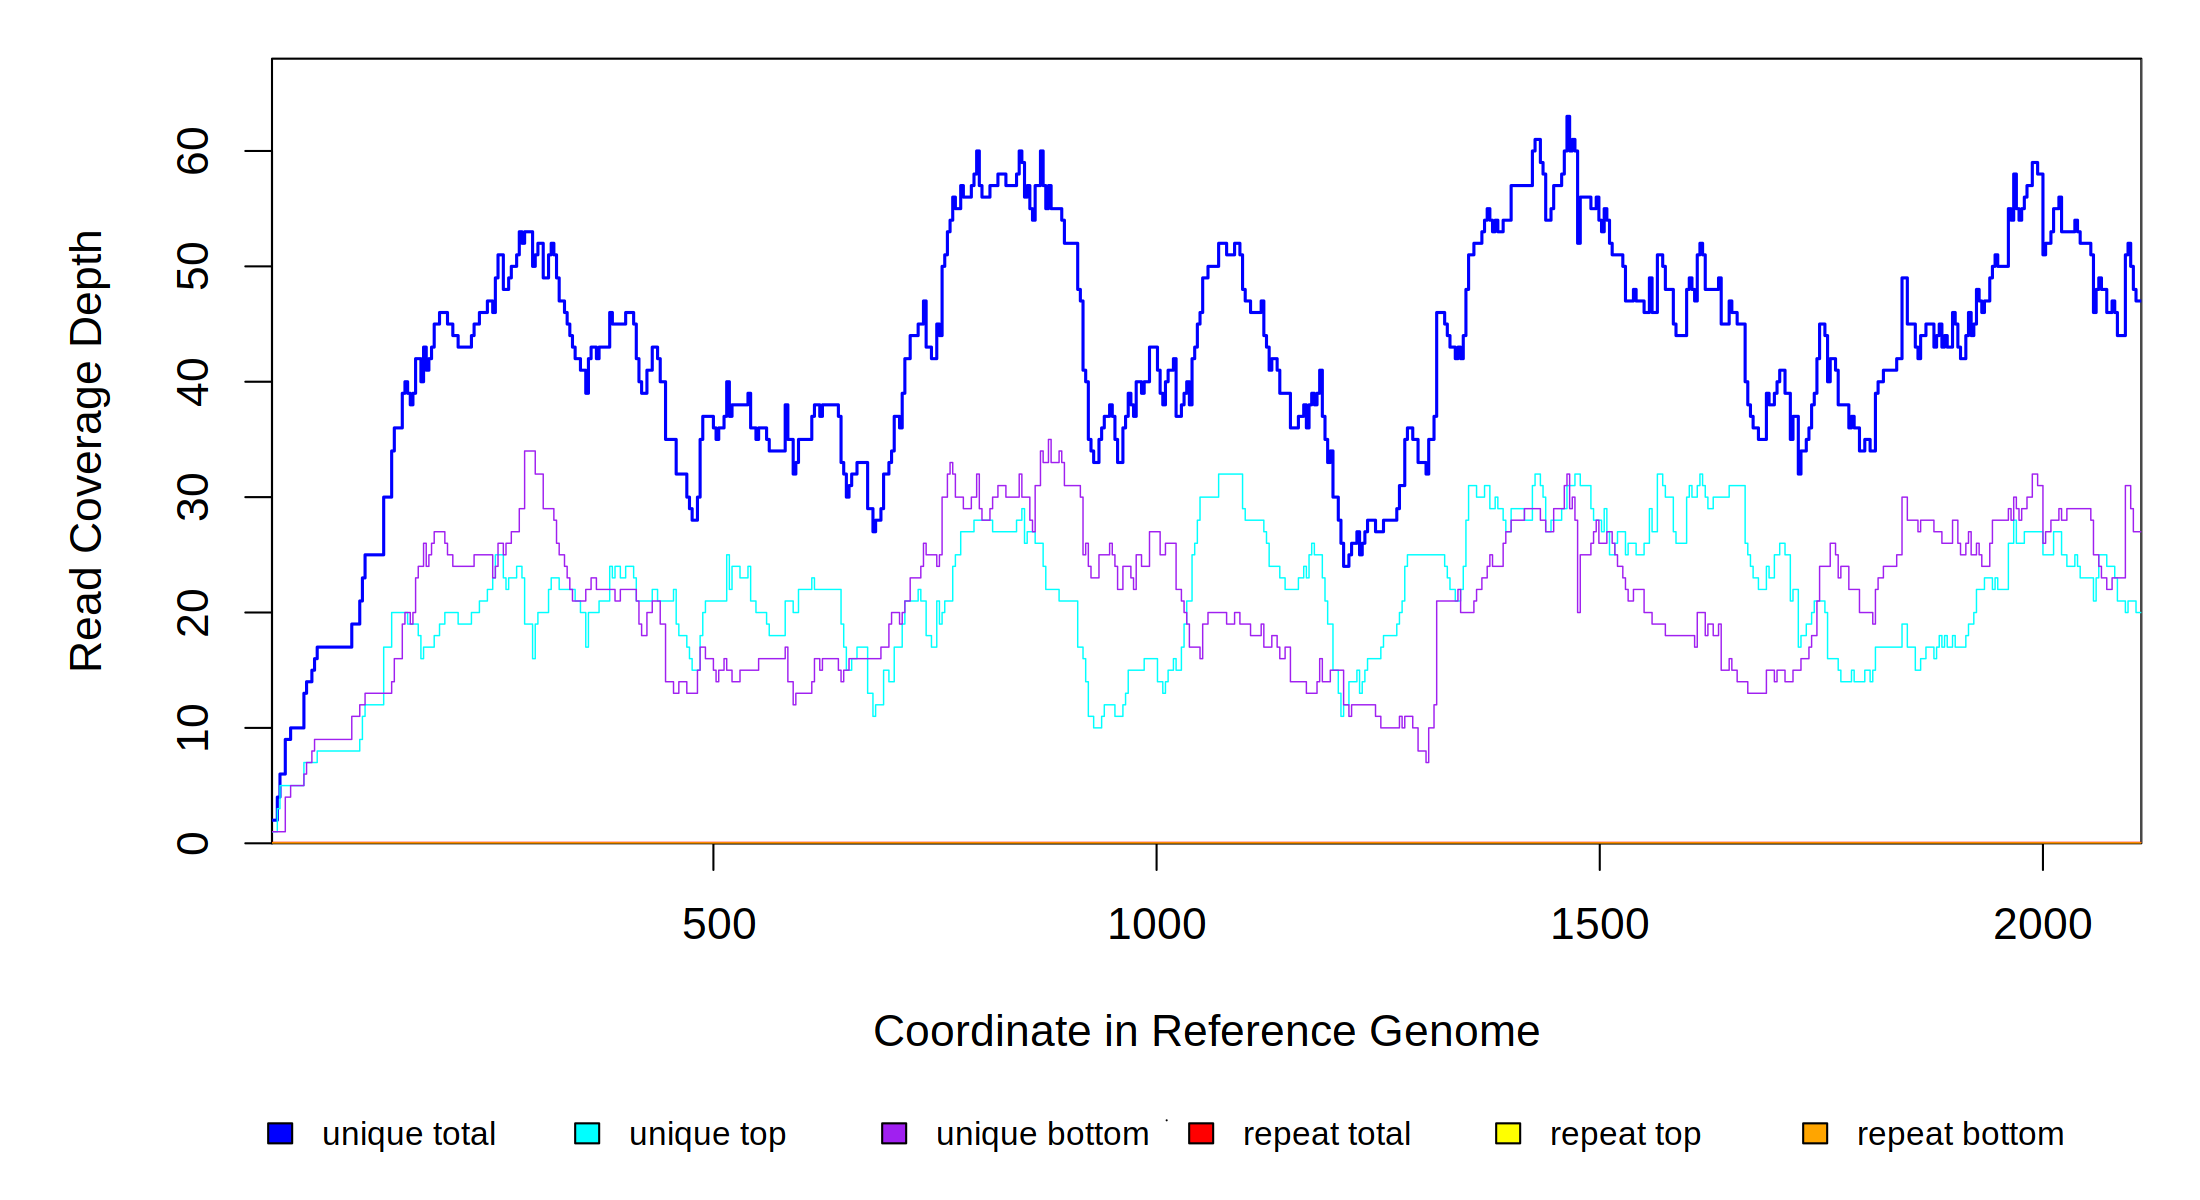 Read Coverage Depth
60
50
40
30
20
10
0
500 1000 1500 2000
Coordinate in Reference Genome
unique total unique top unique bottom repeat total repeat top repeat bottom